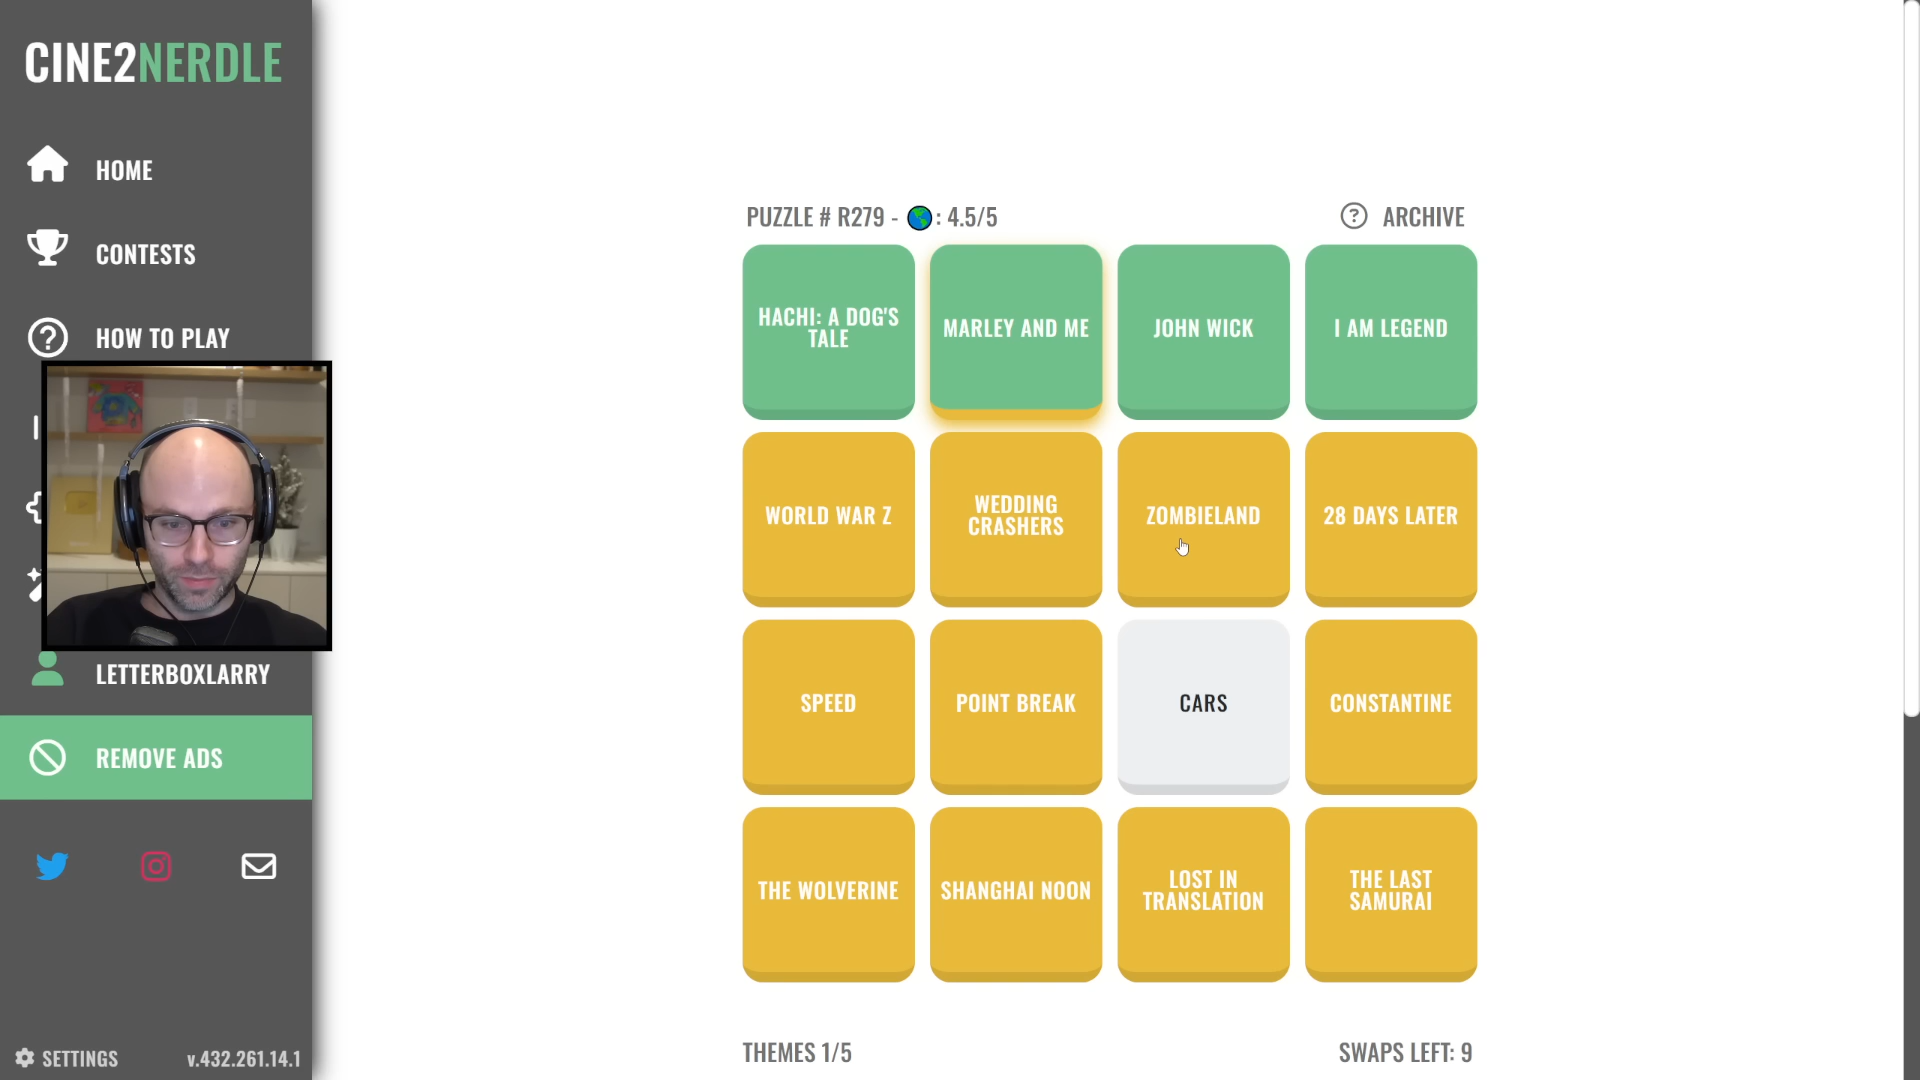 CINE2NERDLE
HOME
CONTESTS
HOW TO PLAY
LETTERBOXLARRY
REMOVE ADS
SETTINGS
v.432.261.14.1
PUZZLE # R279 - : 4.5/5
ARCHIVE
HACHI: A DOG'S
TALE
MARLEY AND ME
JOHN WICK
I AM LEGEND
WORLD WAR Z
WEDDING
CRASHERS
ZOMBIELAND
28 DAYS LATER
SPEED
POINT BREAK
CARS
CONSTANTINE
THE WOLVERINE
SHANGHAI NOON
LOST IN
TRANSLATION
THE LAST
SAMURAI
THEMES 1/5
SWAPS LEFT: 9